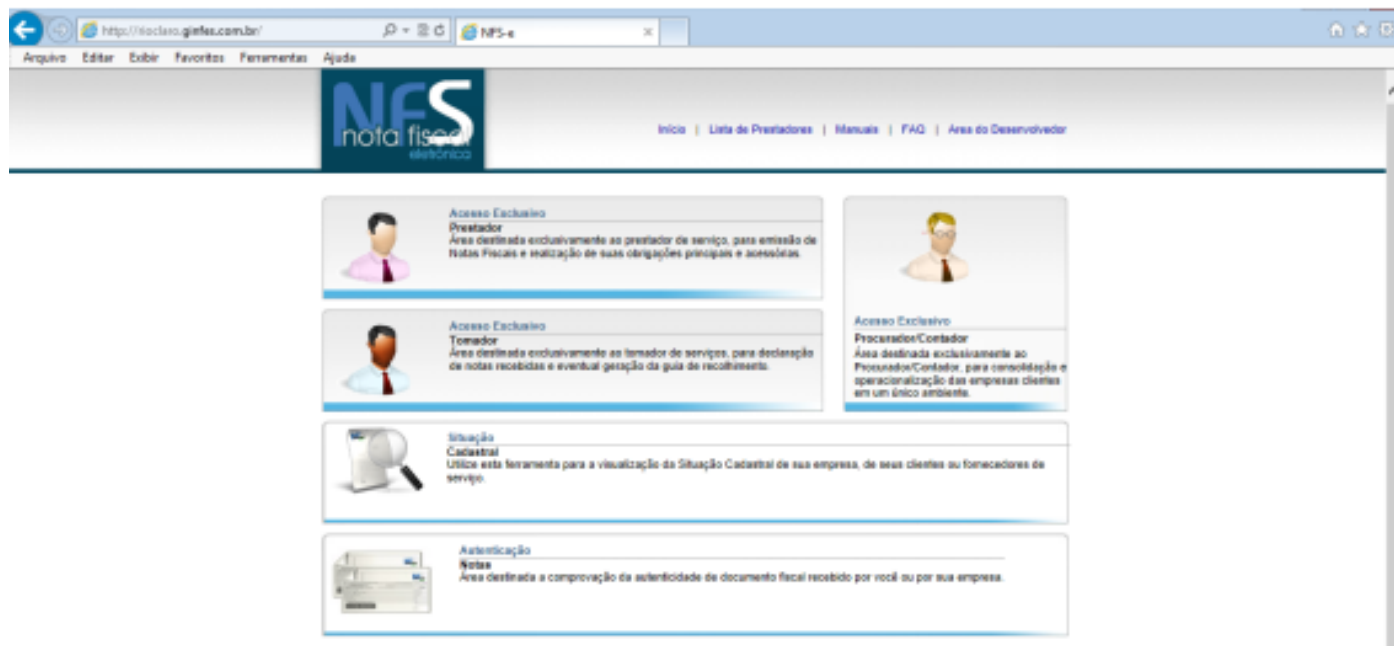 http://rioclaro.ginfes.com.br/
NFS-e
Arquivo Editar Exibir Favoritos Ferramentas Ajuda
NFS
nota fiscal
eletrônica
Início | Lista de Prestadores | Manuais | FAQ | Area do Desenvolvedor
Acesso Exclusivo
Prestador
Área destinada exclusivamente ao prestador de serviço, para emissão de
Notas Fiscais e realização de suas obrigações principais e acessórias.
Acesso Exclusivo
Tomador
Área destinada exclusivamente ao tomador de serviços, para declaração
de notas recebidas e eventual geração da guia de recolhimento.
Acesso Exclusivo
Procurador/Contador
Área destinada exclusivamente ao
Procurador/Contador, para consolidação e
operacionalização das empresas clientes
em um único ambiente.
Situação
Cadastral
Utilize esta ferramenta para a visualização da Situação Cadastral de sua empresa, de seus clientes ou fornecedores de
serviço.
Autenticação
Notas
Área destinada a comprovação da autenticidade de documento fiscal recebido por você ou por sua empresa.